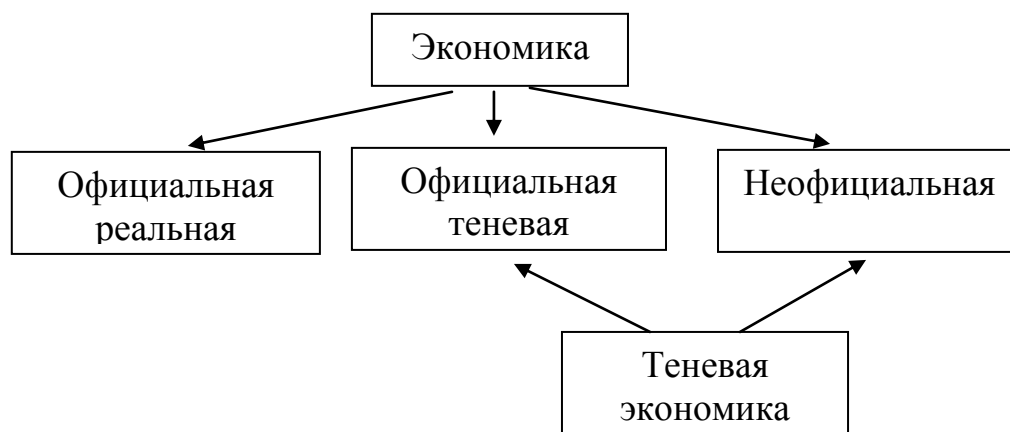 Экономика
Официальная
реальная
Официальная
теневая
Неофициальная
Теневая
экономика